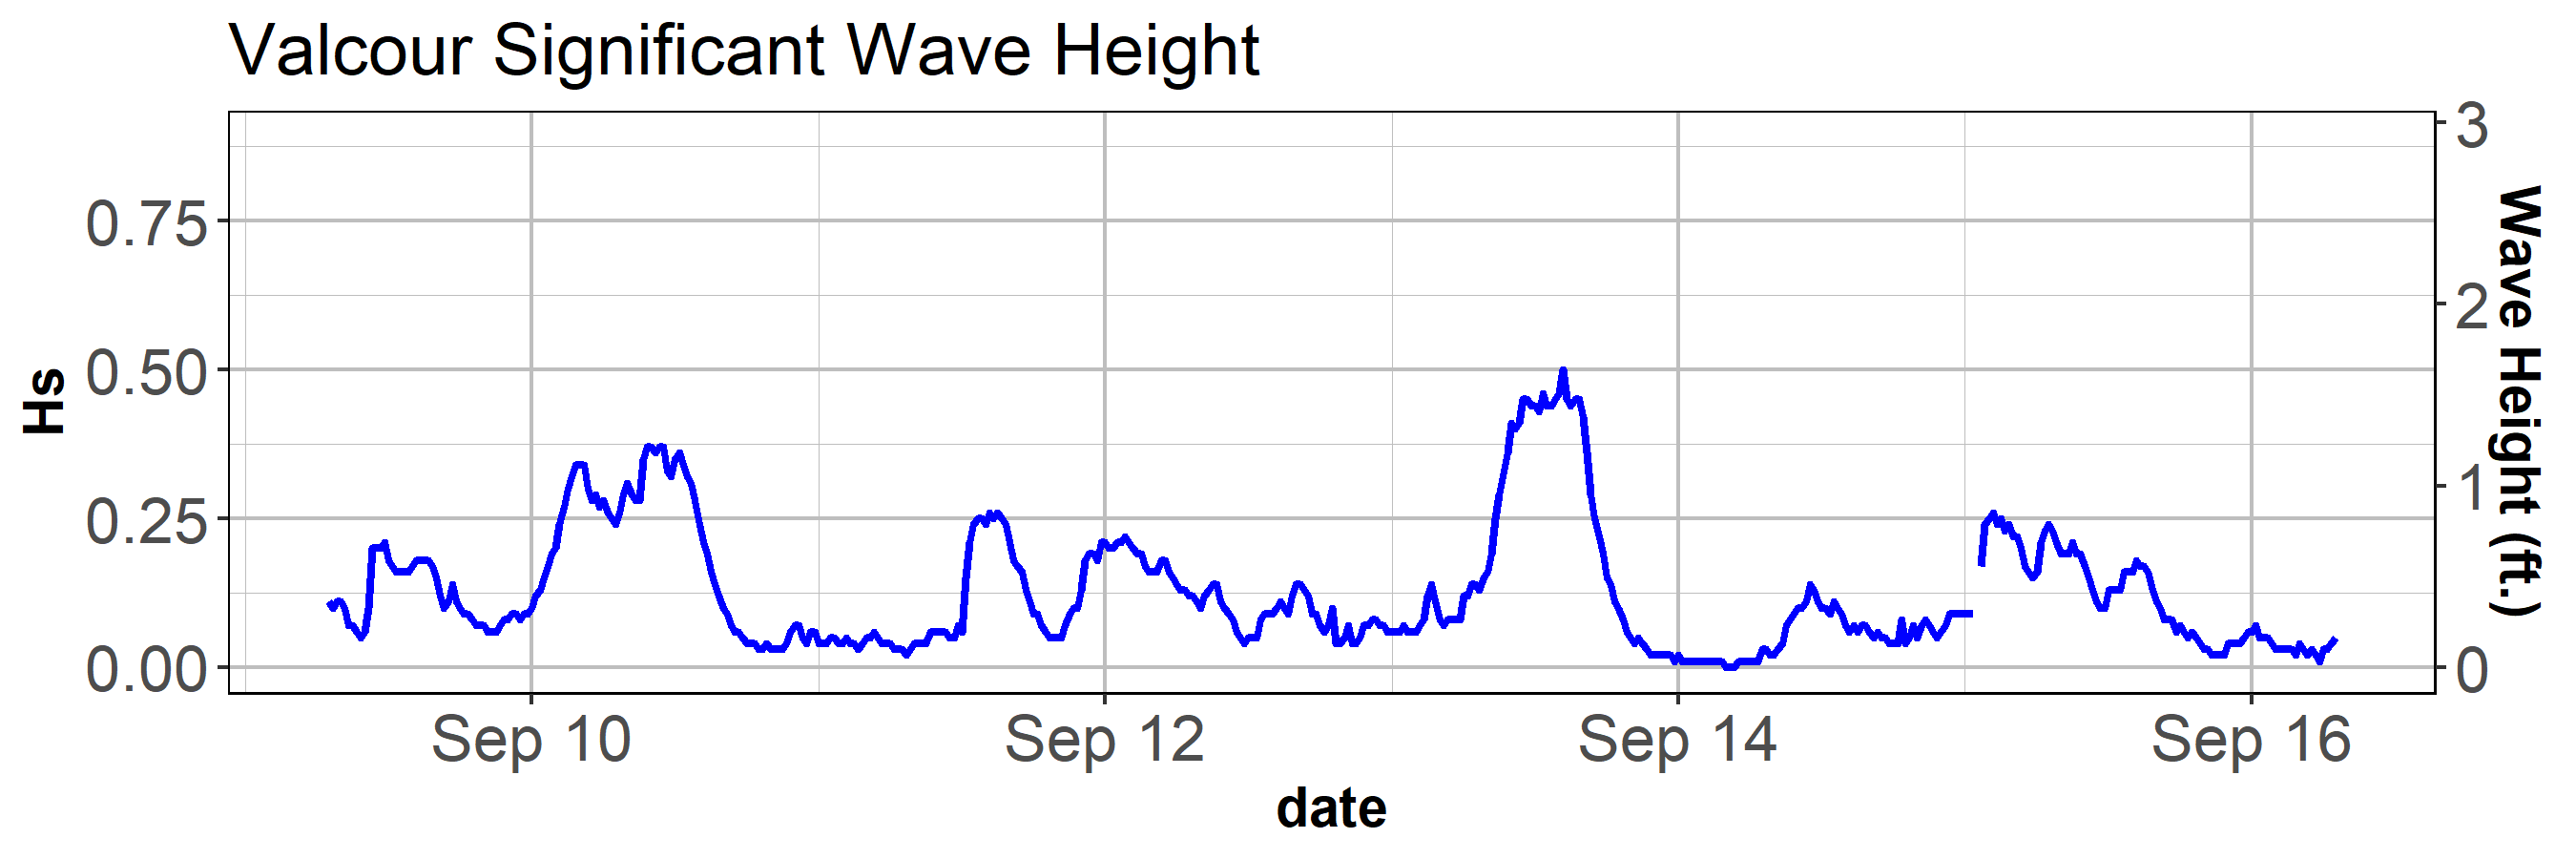 Valcour Significant Wave Height
Hs
0.75
0.50
0.25
0.00
3
2
1
0
Wave Height (ft.)
Sep 10
Sep 12
Sep 14
Sep 16
date